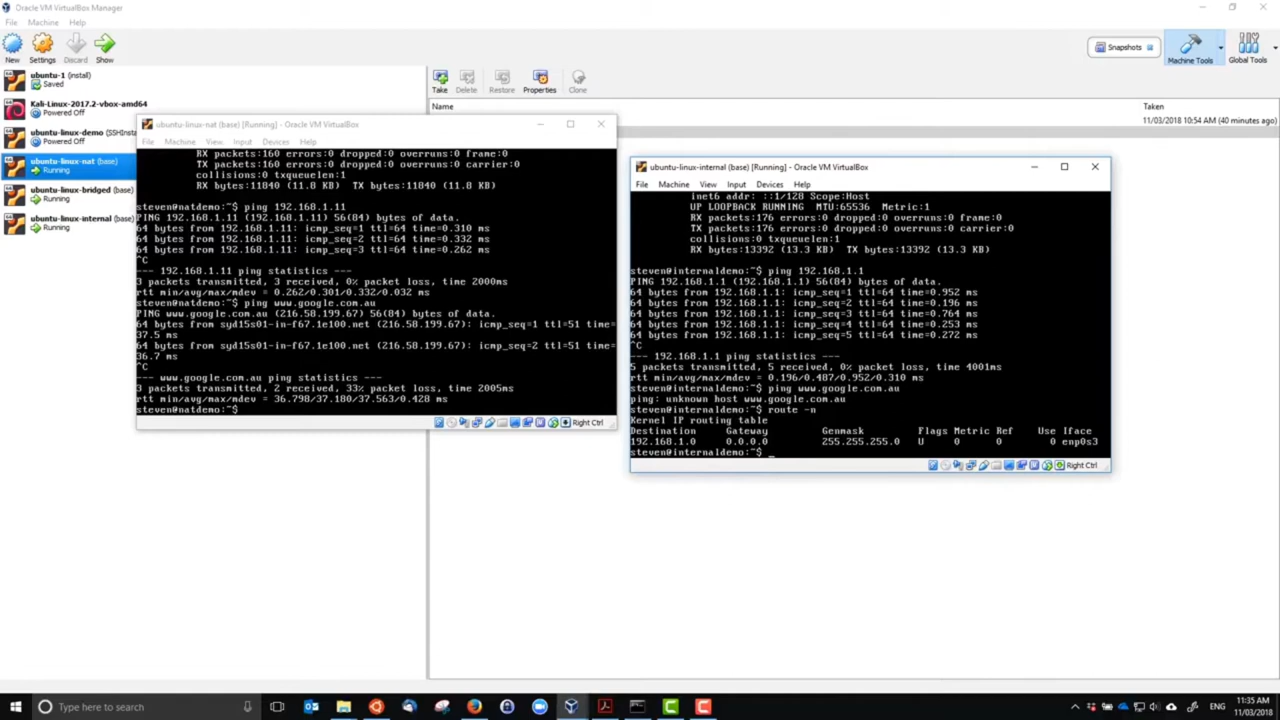 Oracle VM VirtualBox Manager
File Machine Help
New Settings Discard Show
Snapshots
Machine Tools
Global Tools
ubuntu-1 (install)
Saved
Kali-Linux-2017.2-vbox-amd64
Powered Off
ubuntu-linux-demo (SSHInsta
Powered Off
ubuntu-linux-nat (base)
Running
ubuntu-linux-bridged (base)
Running
ubuntu-linux-internal (base)
Running
Take Delete Restore Properties Clone
Name Taken
11/03/2018 10:54 AM (40 minutes ago)
ubuntu-linux-nat (base) [Running] - Oracle VM VirtualBox
File Machine View Input Devices Help
RX packets:160 errors:0 dropped:0 overruns:0 frame:0
TX packets:160 errors:0 dropped:0 overruns:0 carrier:0
collisions:0 txqueuelen:1
RX bytes:11840 (11.8 KB) TX bytes:11840 (11.8 KB)
steven@natdemo:~$ ping 192.168.1.11
PING 192.168.1.11 (192.168.1.11) 56(84) bytes of data.
64 bytes from 192.168.1.11: icmp_seq=1 ttl=64 time=0.310 ms
64 bytes from 192.168.1.11: icmp_seq=2 ttl=64 time=0.332 ms
64 bytes from 192.168.1.11: icmp_seq=3 ttl=64 time=0.262 ms
^C
--- 192.168.1.11 ping statistics ---
3 packets transmitted, 3 received, 0% packet loss, time 2000ms
rtt min/avg/max/mdev = 0.262/0.301/0.332/0.032 ms
steven@natdemo:~$ ping www.google.com.au
PING www.google.com.au (216.58.199.67) 56(84) bytes of data.
64 bytes from syd15s01-in-f67.1e100.net (216.58.199.67): icmp_seq=1 ttl=51 time=
37.5 ms
64 bytes from syd15s01-in-f67.1e100.net (216.58.199.67): icmp_seq=2 ttl=51 time=
36.7 ms
^C
--- www.google.com.au ping statistics ---
3 packets transmitted, 2 received, 33% packet loss, time 2005ms
rtt min/avg/max/mdev = 36.798/37.180/37.563/0.428 ms
steven@natdemo:~$
Right Ctrl
ubuntu-linux-internal (base) [Running] - Oracle VM VirtualBox
File Machine View Input Devices Help
inet6 addr: ::1/128 Scope:Host
UP LOOPBACK RUNNING MTU:65536 Metric:1
RX packets:176 errors:0 dropped:0 overruns:0 frame:0
TX packets:176 errors:0 dropped:0 overruns:0 carrier:0
collisions:0 txqueuelen:1
RX bytes:13392 (13.3 KB) TX bytes:13392 (13.3 KB)
steven@internaldemo:~$ ping 192.168.1.1
PING 192.168.1.1 (192.168.1.1) 56(84) bytes of data.
64 bytes from 192.168.1.1: icmp_seq=1 ttl=64 time=0.952 ms
64 bytes from 192.168.1.1: icmp_seq=2 ttl=64 time=0.196 ms
64 bytes from 192.168.1.1: icmp_seq=3 ttl=64 time=0.764 ms
64 bytes from 192.168.1.1: icmp_seq=4 ttl=64 time=0.253 ms
64 bytes from 192.168.1.1: icmp_seq=5 ttl=64 time=0.272 ms
^C
--- 192.168.1.1 ping statistics ---
5 packets transmitted, 5 received, 0% packet loss, time 4001ms
rtt min/avg/max/mdev = 0.196/0.487/0.952/0.310 ms
steven@internaldemo:~$ ping www.google.com.au
ping: unknown host www.google.com.au
steven@internaldemo:~$ route -n
Kernel IP routing table
Destination Gateway Genmask Flags Metric Ref Use Iface
192.168.1.0 0.0.0.0 255.255.255.0 U 0 0 0 enp0s3
steven@internaldemo:~$ _
Right Ctrl
Type here to search
ENG
11:35 AM
11/03/2018